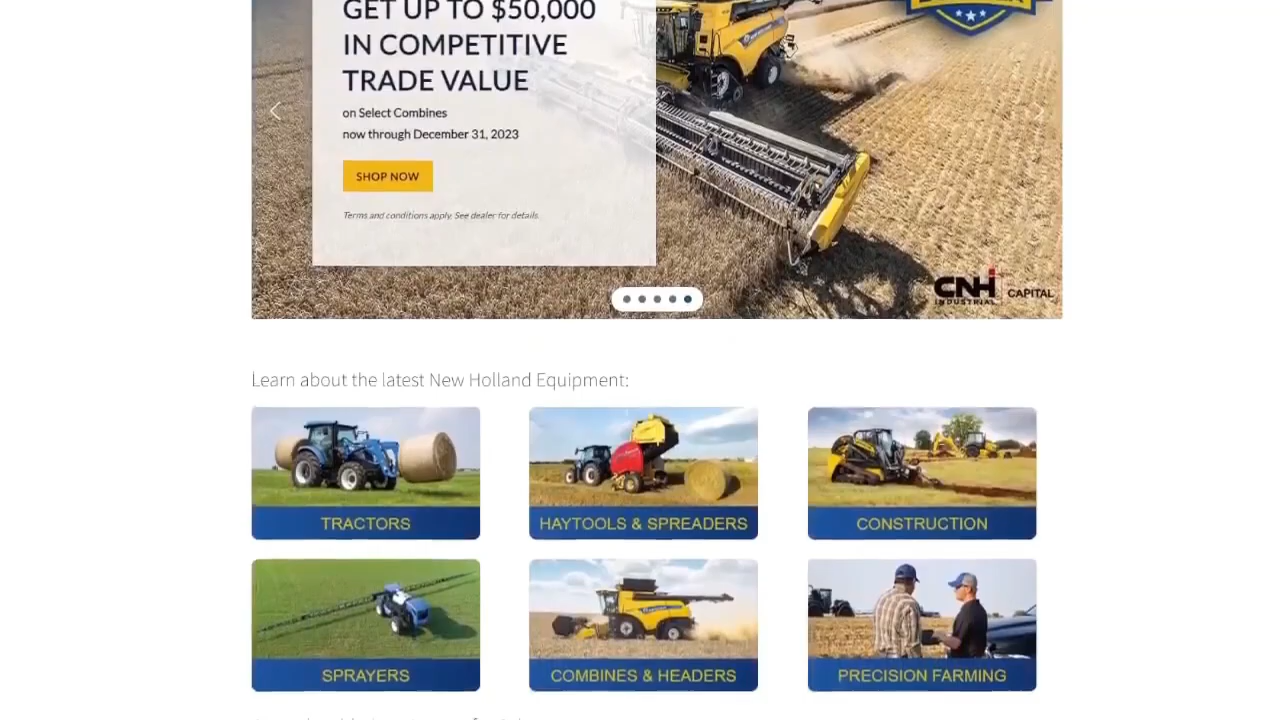 GET UP TO $50,000
IN COMPETITIVE
TRADE VALUE
on Select Combines
now through December 31, 2023
SHOP NOW
Terms and conditions apply. See dealer for details.
CNH
INDUSTRIAL
CAPITAL
Learn about the latest New Holland Equipment:
TRACTORS
HAYTOOLS & SPREADERS
CONSTRUCTION
SPRAYERS
COMBINES & HEADERS
PRECISION FARMING